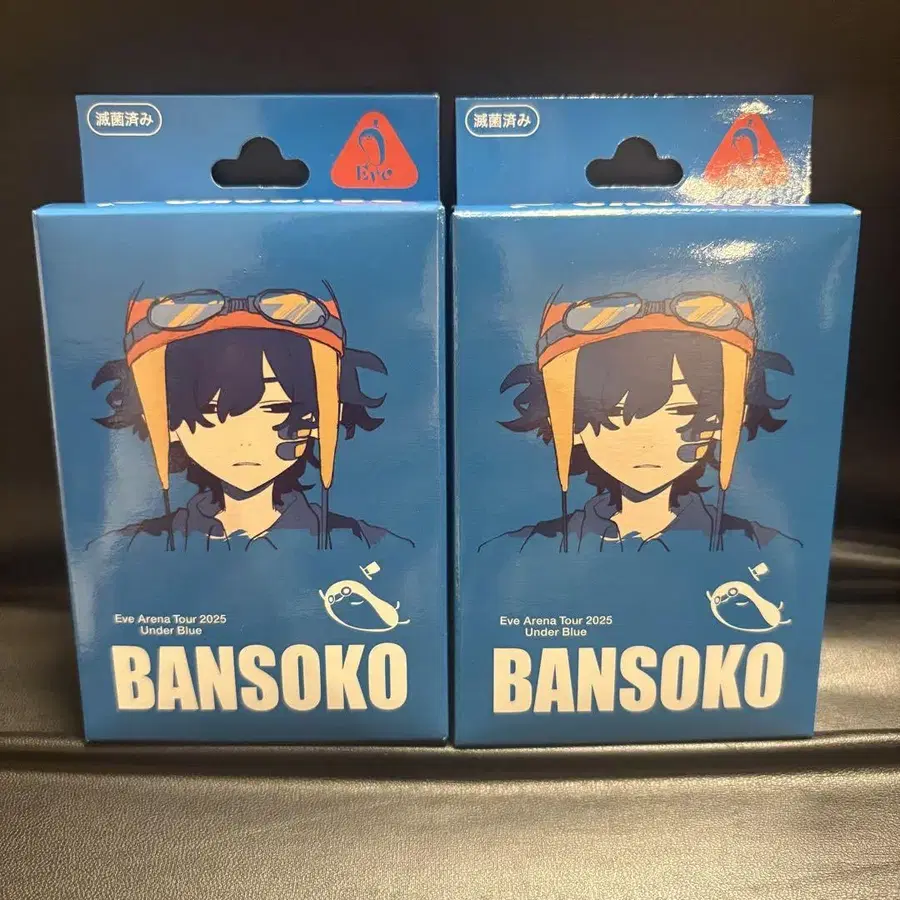 滅菌済み
Eve
Eve Arena Tour 2025
Under Blue
BANSOKO
滅菌済み
Eve Arena Tour 2025
Under Blue
BANSOKO